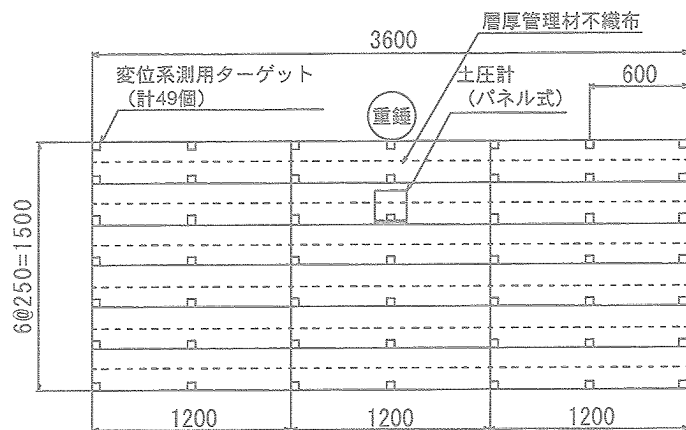 層厚管理材不織布
3600
変位系測用ターゲット
（計49個）
土圧計
（パネル式）
600
重錘
6@250=1500
1200
1200
1200